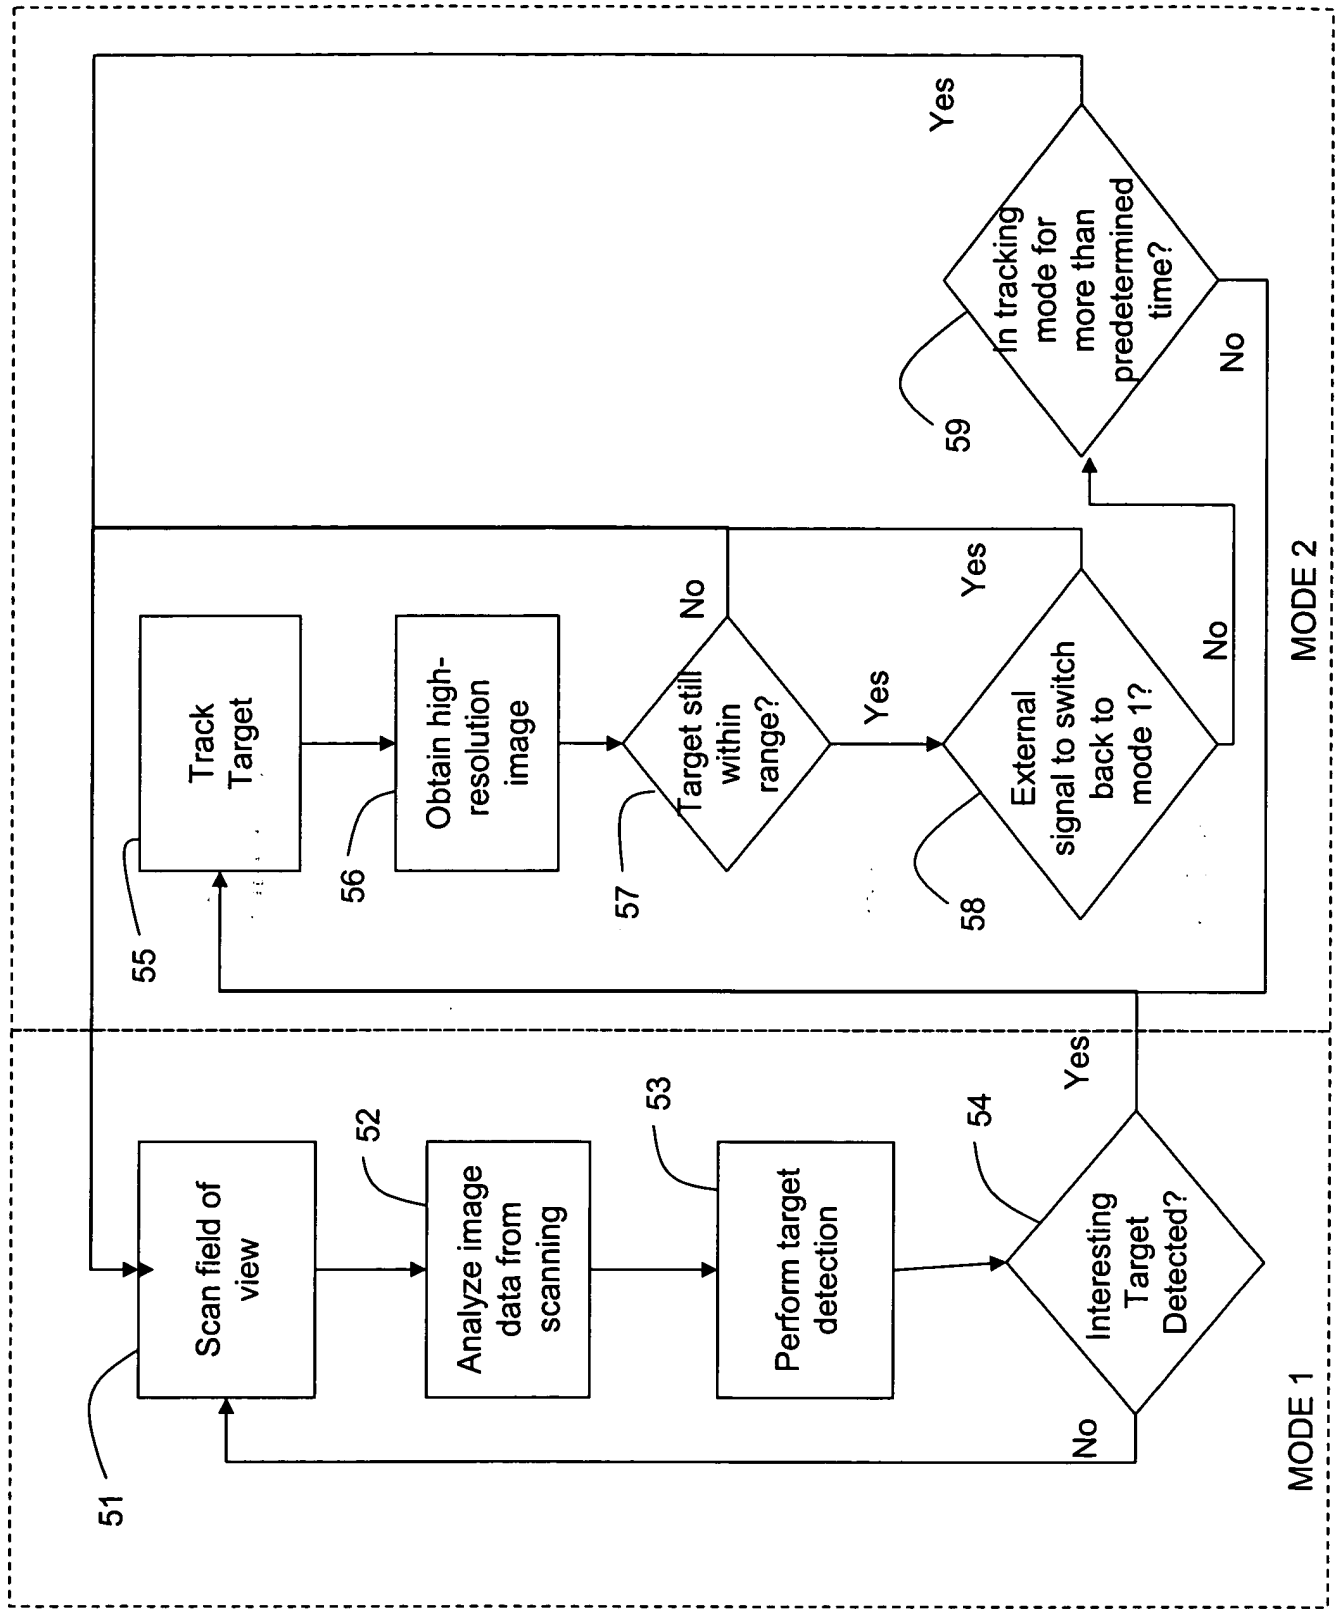 51
Scan field of
view
52
Analyze image
data from
scanning
53
Perform target
detection
54
Interesting
Target
Detected?
No
Yes
MODE 1
55
Track
Target
56
Obtain high-
resolution
image
57
Target still
within
range?
No
Yes
58
External
signal to switch
back to
mode 1?
Yes
No
59
In tracking
mode for
more than
predetermined
time?
Yes
No
MODE 2